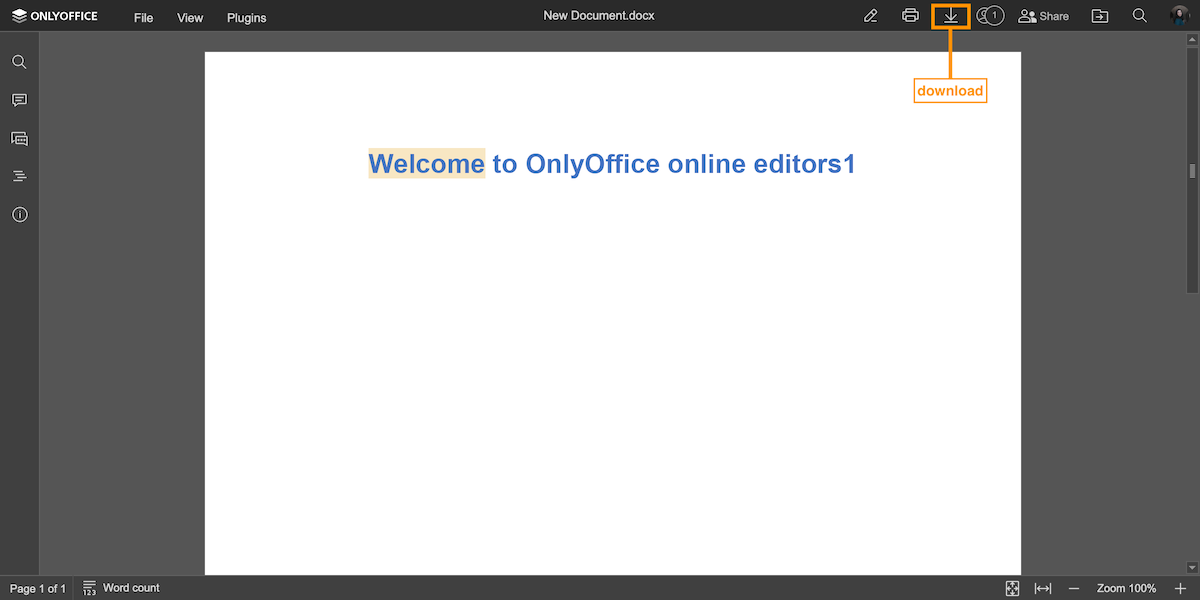 ONLYOFFICE File View Plugins New Document.docx 1 Share
download
Welcome to OnlyOffice online editors1
Page 1 of 1 123 Word count Zoom 100%